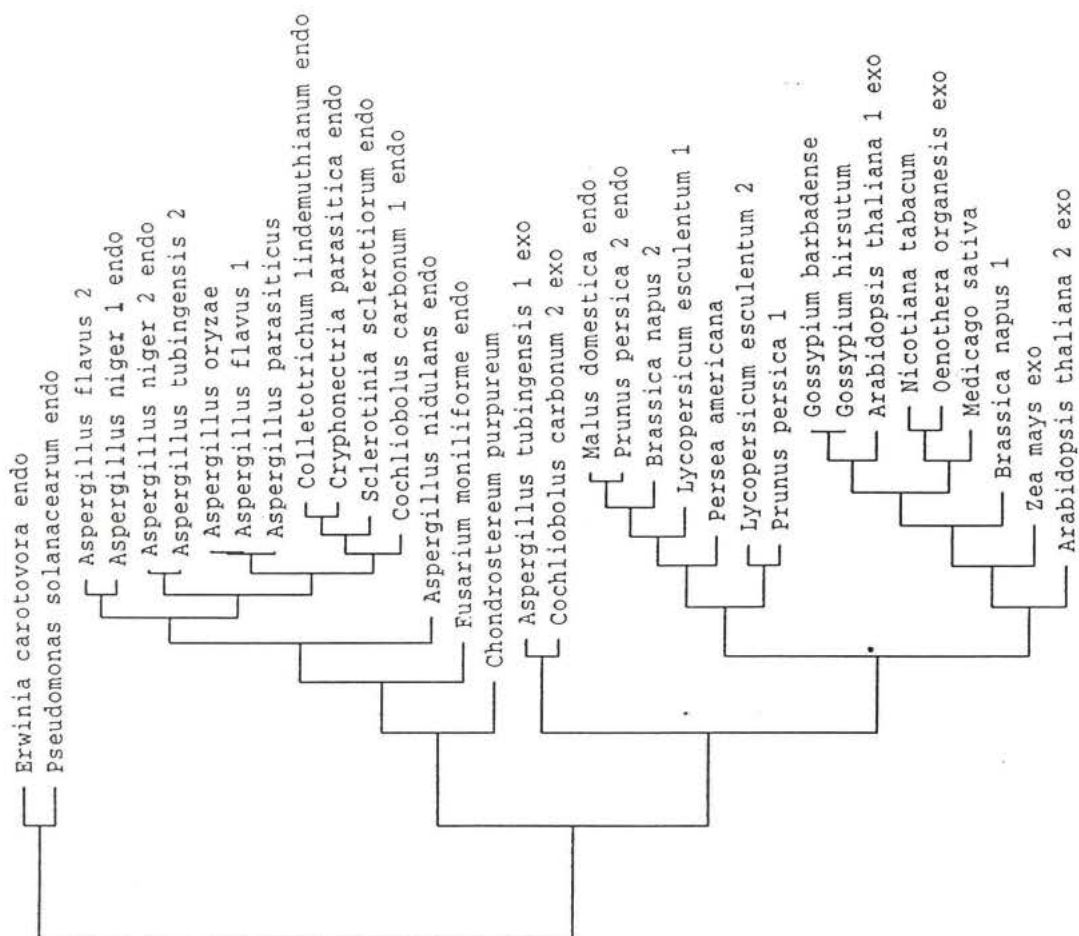 Erwinia carotovora endo
Pseudomonas solanacearum endo
Aspergillus flavus 2
Aspergillus niger 1 endo
Aspergillus niger 2 endo
Aspergillus tubingensis 2
Aspergillus oryzae
Aspergillus flavus 1
Aspergillus parasiticus
Colletotrichum lindemuthianum endo
Cryphonectria parasitica endo
Sclerotinia sclerotiorum endo
Cochliobolus carbonum 1 endo
Aspergillus nidulans endo
Fusarium moniliforme endo
Chondrostereum purpureum
Aspergillus tubingensis 1 exo
Cochliobolus carbonum 2 exo
Malus domestica endo
Prunus persica 2 endo
Brassica napus 2
Lycopersicum esculentum 1
Persea americana
Lycopersicum esculentum 2
Prunus persica 1
Gossypium barbadense
Gossypium hirsutum
Arabidopsis thaliana 1 exo
Nicotiana tabacum
Oenothera organesis exo
Medicago sativa
Brassica napus 1
Zea mays exo
Arabidopsis thaliana 2 exo